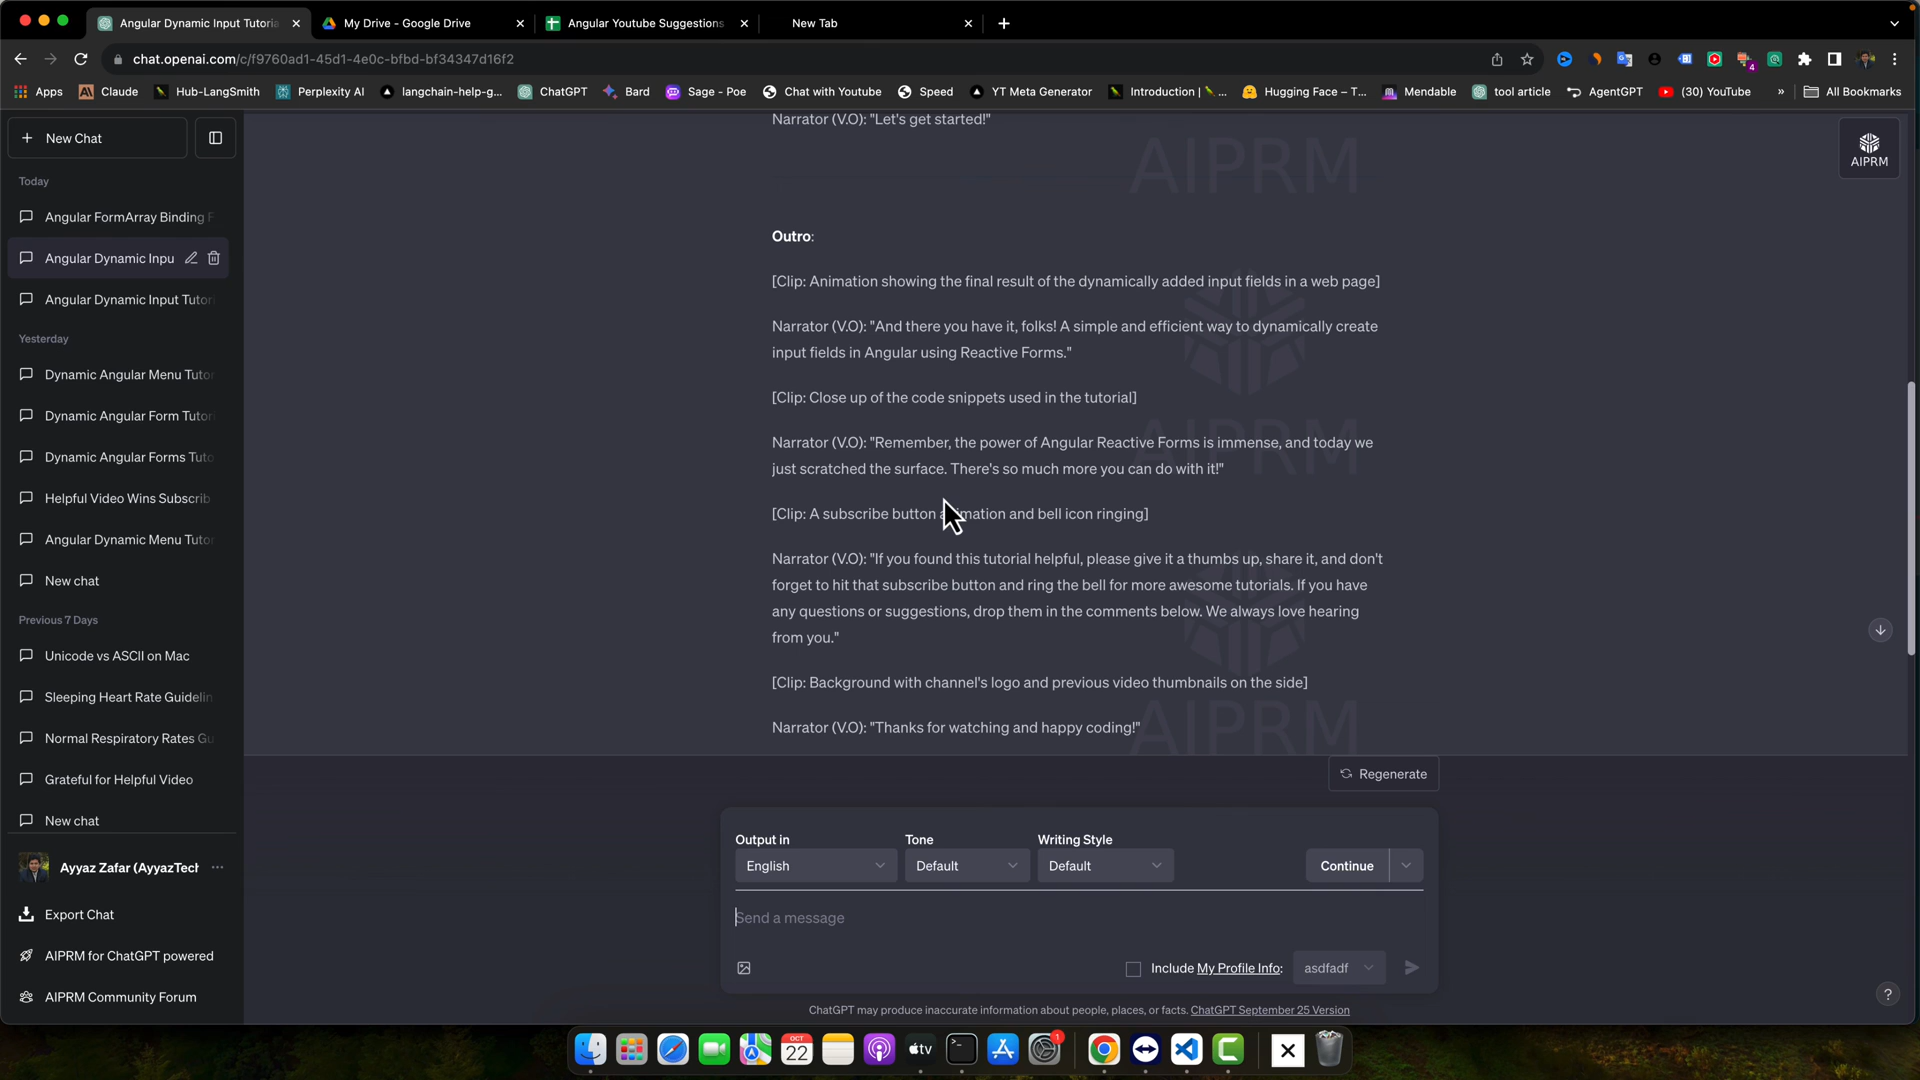 Angular Dynamic Input Tutoria
My Drive - Google Drive
Angular Youtube Suggestions
New Tab
chat.openai.com/c/f9760ad1-45d1-4e0c-bfbd-bf34347d16f2
4
Apps
Claude
Hub-LangSmith
Perplexity AI
langchain-help-g...
ChatGPT
Bard
Sage - Poe
Chat with Youtube
Speed
YT Meta Generator
Introduction | ...
Hugging Face – T...
Mendable
tool article
AgentGPT
(30) YouTube
»
All Bookmarks
+ New Chat
Today
Angular FormArray Binding F
Angular Dynamic Inpu
Angular Dynamic Input Tutor
Yesterday
Dynamic Angular Menu Tutor
Dynamic Angular Form Tutor
Dynamic Angular Forms Tuto
Helpful Video Wins Subscrib
Angular Dynamic Menu Tutor
New chat
Previous 7 Days
Unicode vs ASCII on Mac
Sleeping Heart Rate Guidelin
Normal Respiratory Rates Gu
Grateful for Helpful Video
New chat
Ayyaz Zafar (AyyazTech
Export Chat
AIPRM for ChatGPT powered
AIPRM Community Forum
AIPRM
Narrator (V.O): "Let's get started!"
AIPRM
Outro:
[Clip: Animation showing the final result of the dynamically added input fields in a web page]
Narrator (V.O): "And there you have it, folks! A simple and efficient way to dynamically create
input fields in Angular using Reactive Forms."
[Clip: Close up of the code snippets used in the tutorial]
AIPRM
Narrator (V.O): "Remember, the power of Angular Reactive Forms is immense, and today we
just scratched the surface. There's so much more you can do with it!"
[Clip: A subscribe button animation and bell icon ringing]
Narrator (V.O): "If you found this tutorial helpful, please give it a thumbs up, share it, and don't
forget to hit that subscribe button and ring the bell for more awesome tutorials. If you have
any questions or suggestions, drop them in the comments below. We always love hearing
from you."
[Clip: Background with channel's logo and previous video thumbnails on the side]
AIPRM
Narrator (V.O): "Thanks for watching and happy coding!"
Regenerate
Output in
Tone
Writing Style
English
Default
Default
Continue
Send a message
Include My Profile Info:
asdfadf
ChatGPT may produce inaccurate information about people, places, or facts. ChatGPT September 25 Version
?
OCT
22
tv
1